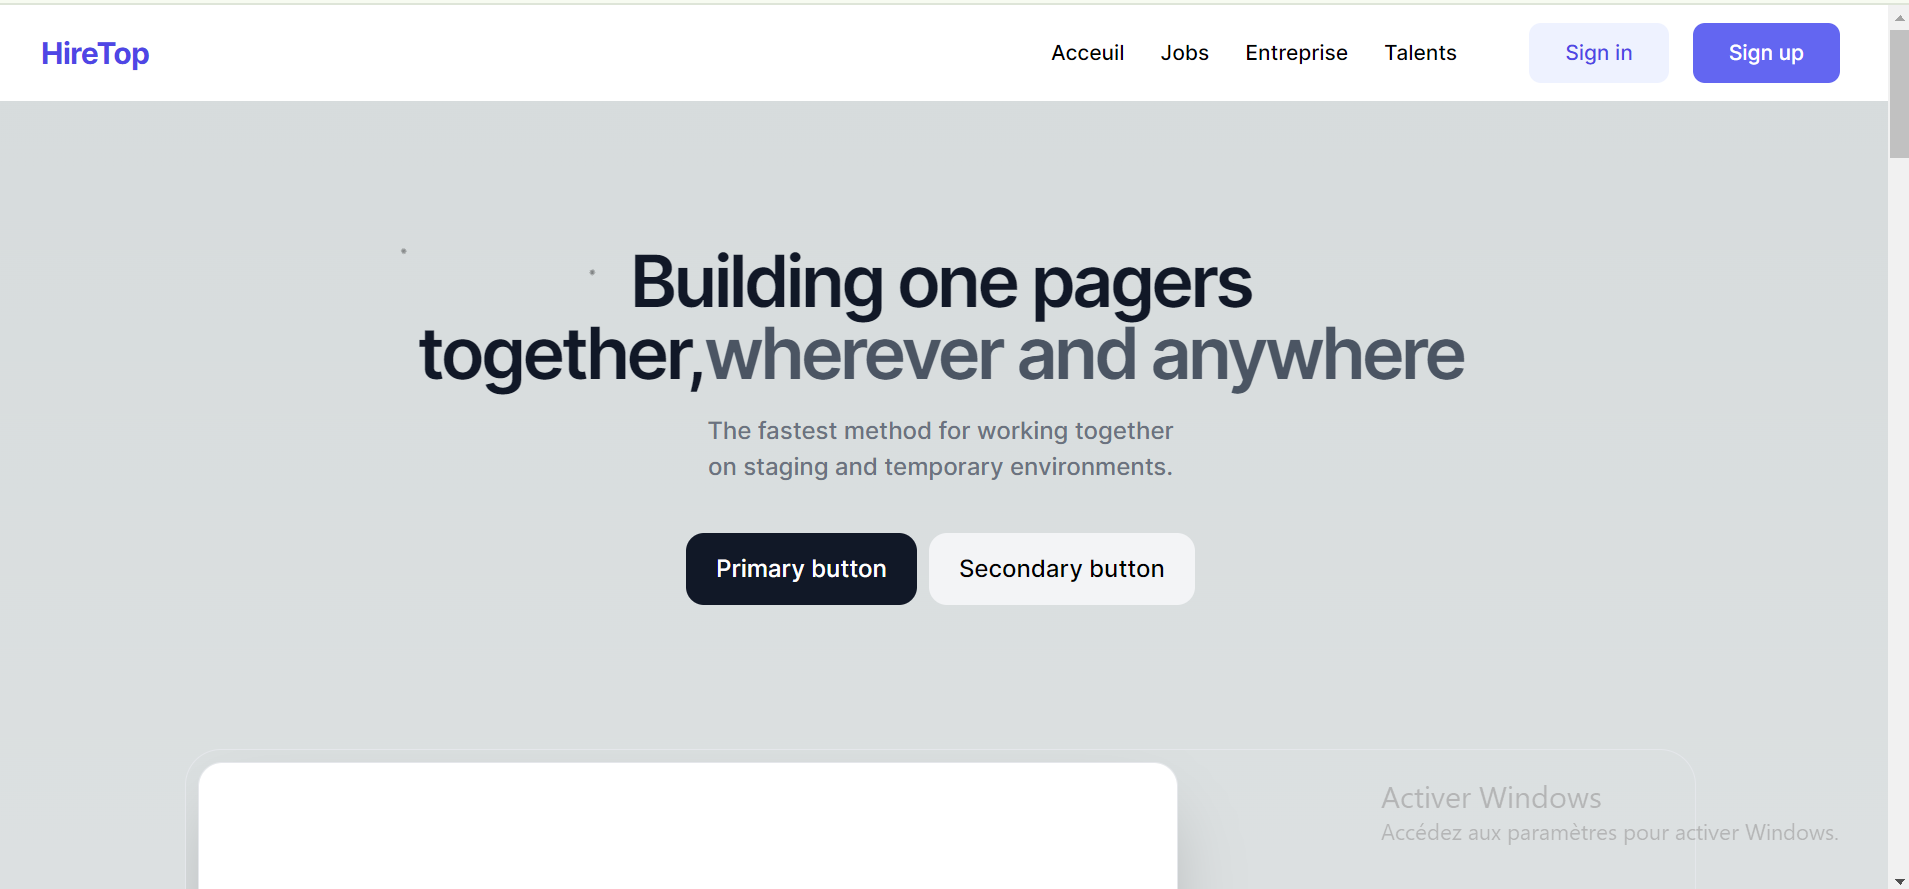 HireTop
Acceuil
Jobs
Entreprise
Talents
Sign in
Sign up
Building one pagers
together,wherever and anywhere
The fastest method for working together
on staging and temporary environments.
Primary button
Secondary button
Activer Windows
Accédez aux paramètres pour activer Windows.